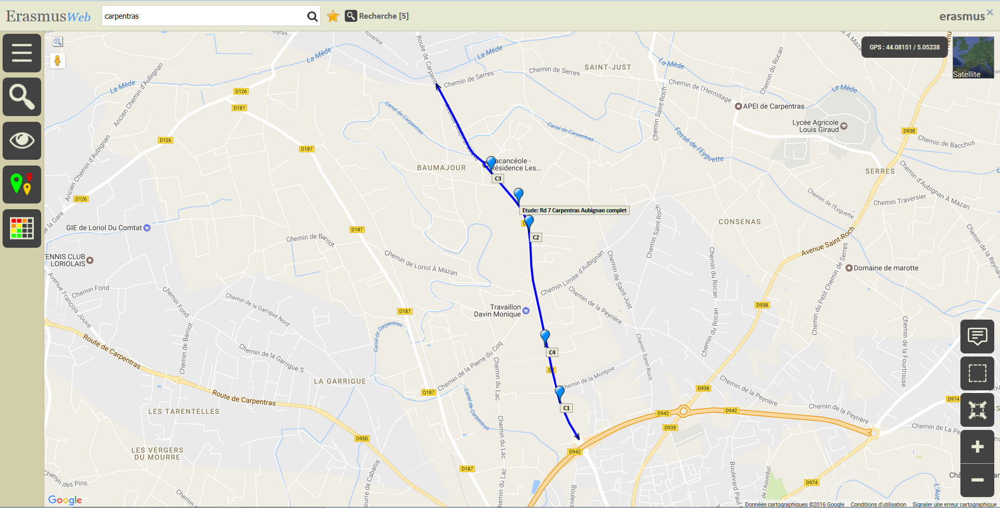 ErasmusWeb
carpentras
Recherche [5]
erasmus
GPS : 44.08151 / 5.05238
Satellite
La Mède
La Mède
La Mède
La Mède
La Mède
Provence
Route de Carpentras
Chemin de Serres
Chemin de Serres
SAINT-JUST
Chemin de l'Hermitage
Chemin du Rocan
APEI de Carpentras
Lycée Agricole
Louis Giraud
Ancien Chemin d'Aubignan
Ancien Chemin d'Aubignan
D126
D187
D126
D187
D126
Canal de Carpentras
Canal de Carpentras
Chemin Saint-Roch
Fossé de l'Eyguette
D938
Chemin de Bacchus
BAUMAJOUR
acancéole -
Résidence Les...
C3
SERRES
Chemin d'Aubignan À Mazan
Chemin de l'Eyguette
Chemin Traversier
Etude: Rd 7 Carpentras Aubignan complet
C2
CONSENAS
Chemin Saint-Roch
Avenue Saint-Roch
de la Gare
GIE de Loriol Du Comtat
D187
Chemin de Barriot
TENNIS CLUB
LORIOLAIS
Chemin de Loriol À Mazan
Chemin Limite d'Aubignan
Chemin de Saint-Just
Chemin du Rocan
Chemin du Petit Chemin de Serres
Domaine de marotte
Avenue François Jouve
Chemin Fond
Chemin Fond
Chemin de la Garrigue Nord
Travaillon
Davin Monique
Chemin de la Peyrière
D187
D938
Canal de Carpentras
Chemin du Rocan
Chemin de la Fourtrouse
Route de Carpentras
Chemin de Barriot
Chemin de la Garrigue S
Chemin de la Pierre du Coq
Chemin du Lac
C4
D7
Chemin de la Montjoie
Chemin Saint-Roch
LA GARRIGUE
D187
D938
Chemin de la Peyrière
D974
Route de Carpentras
C1
LES TARENTELLES
Canal de Carpentras
Chemin du Lac
D942
D942
D938
Chemin de la Peyrière
Chemin de La Pe
D950
D942
LES VERGERS
DU MOURRE
D187
Chemin des Pins
Chemin du Lac
Boulevard Paul
de l'Aqueduc
D974
L'Auz
Google
Données cartographiques ©2016 Google
Conditions d'utilisation
Signaler une erreur cartographique